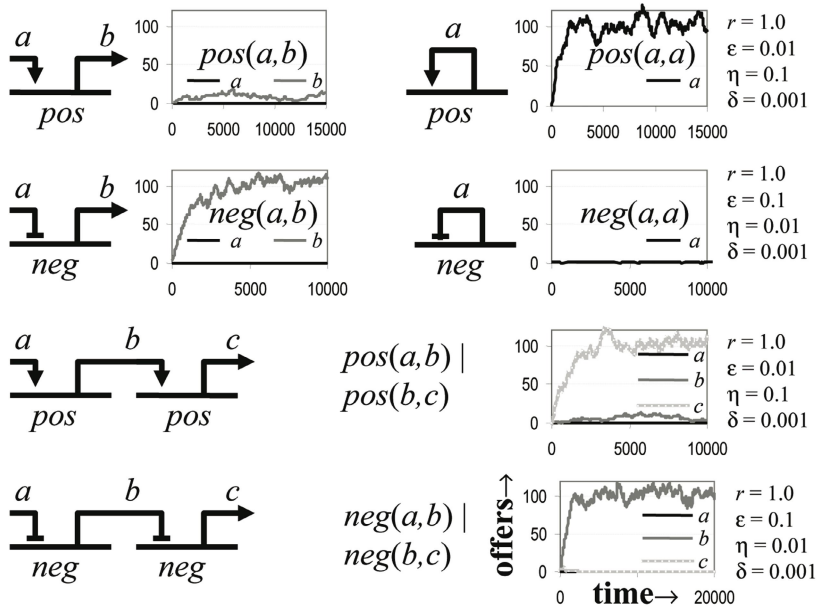 a b
pos
100
50
0
pos(a,b)
a b
0 5000 10000 15000
pos
100
50
0
pos(a,a)
a
0 5000 10000 15000
r = 1.0
ε = 0.01
η = 0.1
δ = 0.001
a b
neg
100
50
0
neg(a,b)
a b
0 5000 10000
a
neg
100
50
0
neg(a,a)
a
0 5000 10000
r = 1.0
ε = 0.1
η = 0.01
δ = 0.001
a b c
pos pos
pos(a,b) |
pos(b,c)
100
50
0
a
b
c
0 5000 10000
r = 1.0
ε = 0.01
η = 0.1
δ = 0.001
a b c
neg neg
neg(a,b) |
neg(b,c)
offers→
100
50
0
a
b
c
0 time→ 20000
r = 1.0
ε = 0.1
η = 0.01
δ = 0.001